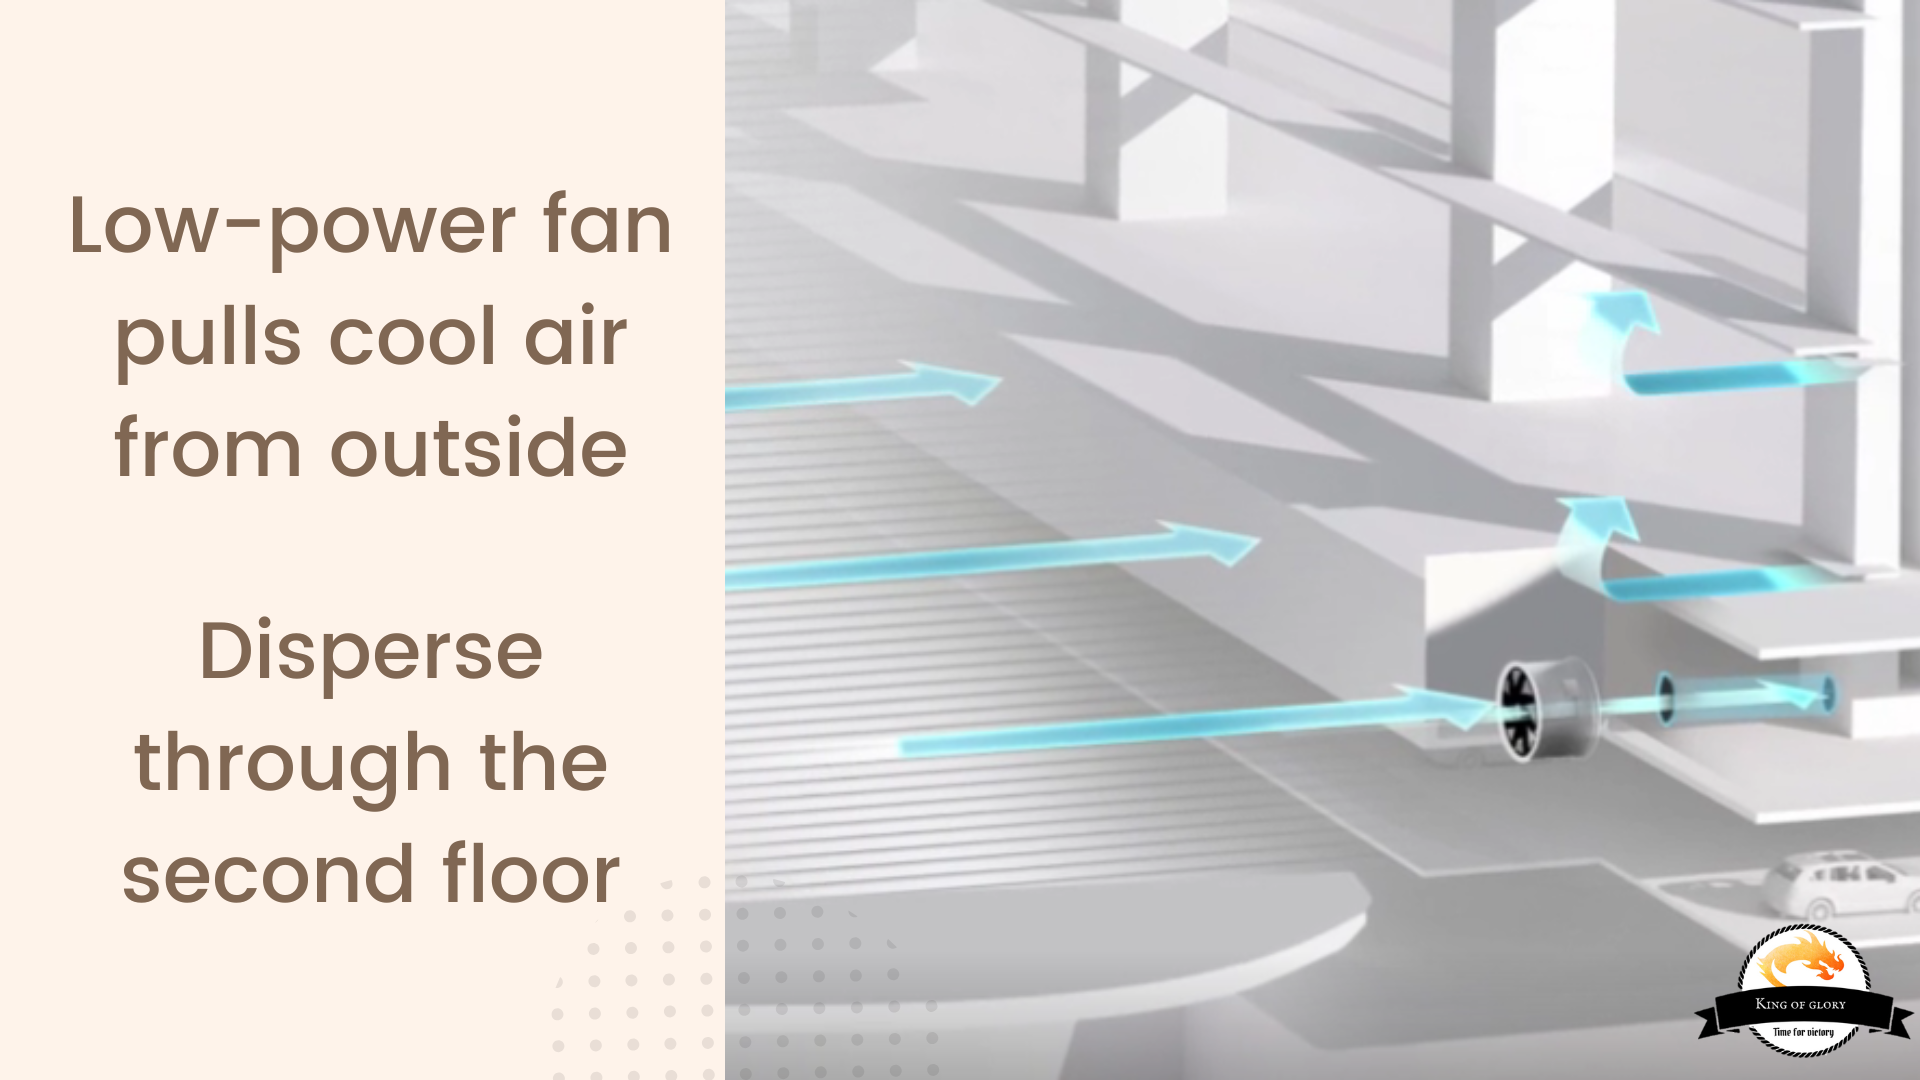 Low-power fan
pulls cool air
from outside
Disperse
through the
second floor
King of glory
Time for victory